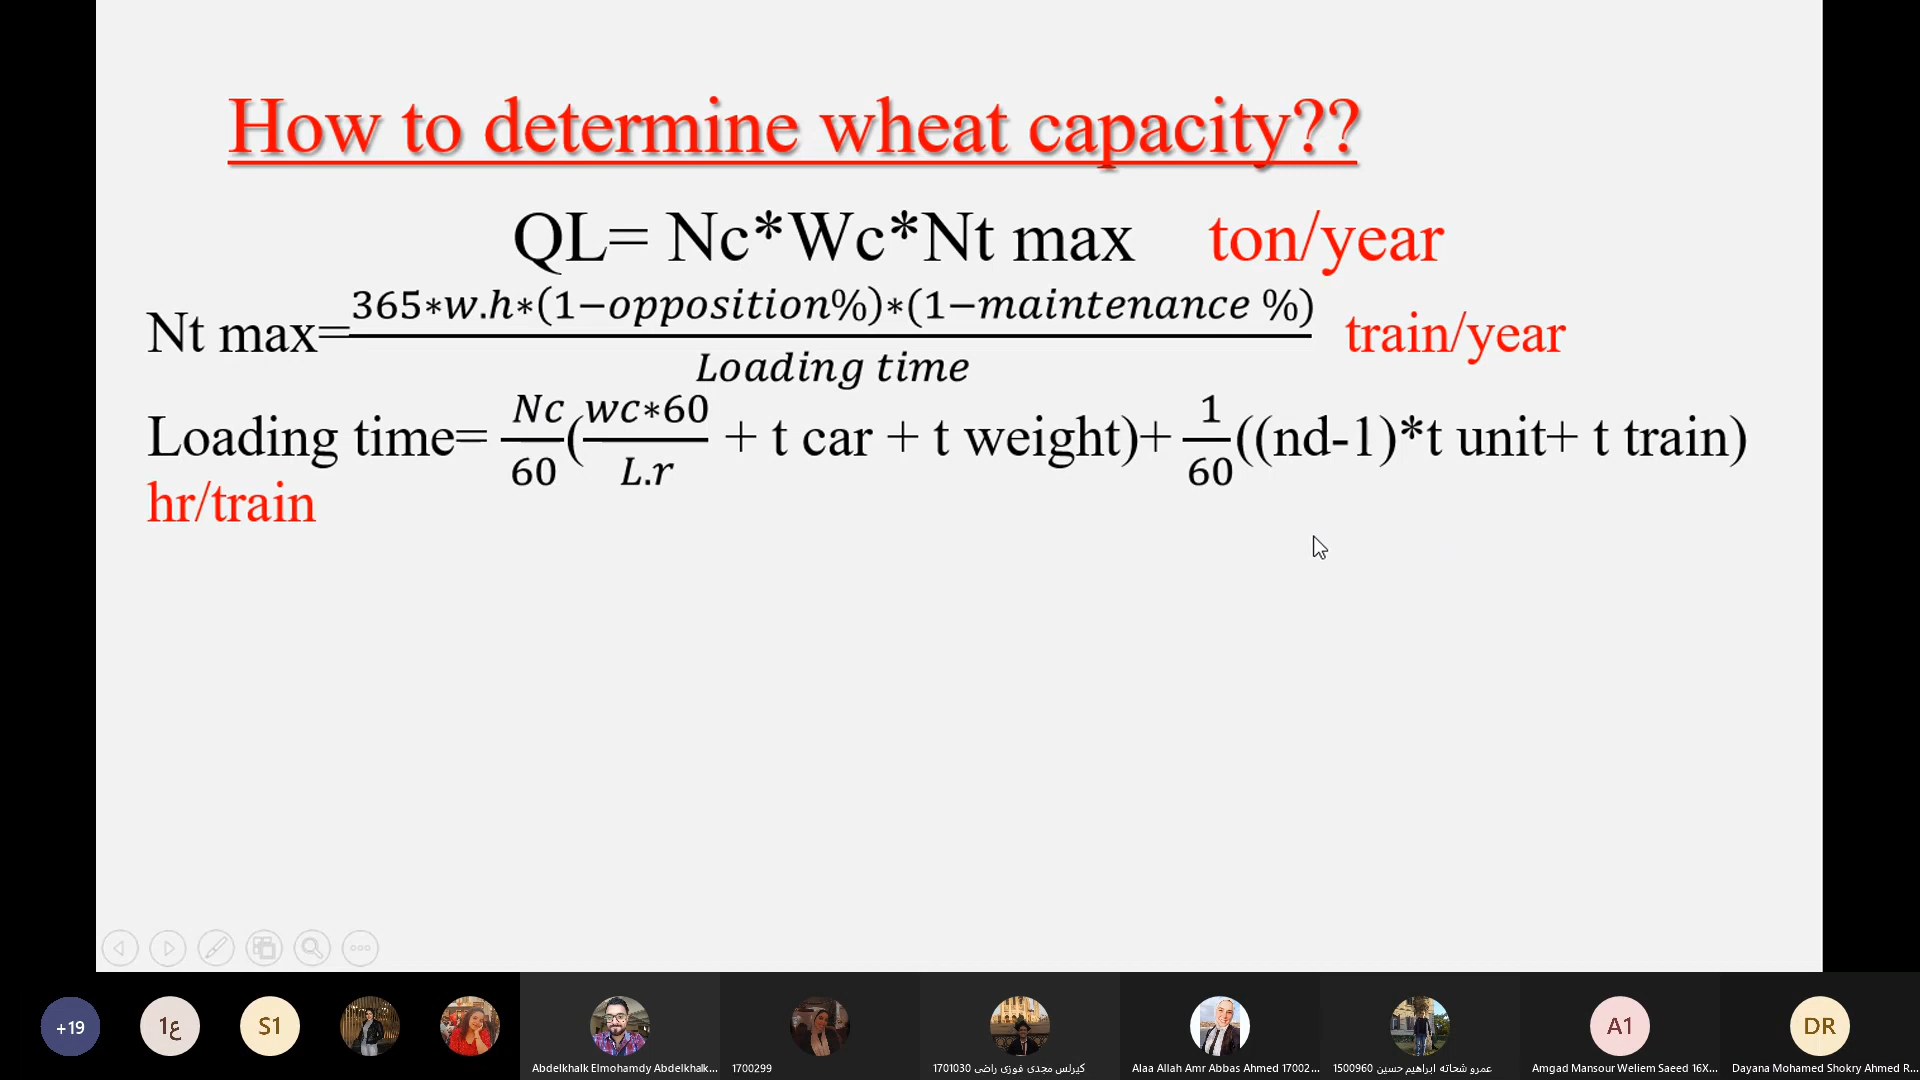 How to determine wheat capacity??
QL= Nc*Wc*Nt max ton/year
Nt max= 365*w.h*(1−opposition%)*(1−maintenance %) / Loading time train/year
Loading time= Nc/60 (wc*60/L.r + t car + t weight)+ 1/60 ((nd-1)*t unit+ t train)
hr/train
+19
ع1
S1
A1
DR
Abdelkhalk Elmohamdy Abdelkhalk...
1700299
كيرلس مجدى فوزى راضى 1701030
Alaa Allah Amr Abbas Ahmed 17002...
عمرو شحاته ابراهيم حسين 1500960
Amgad Mansour Weliem Saeed 16X...
Dayana Mohamed Shokry Ahmed R...